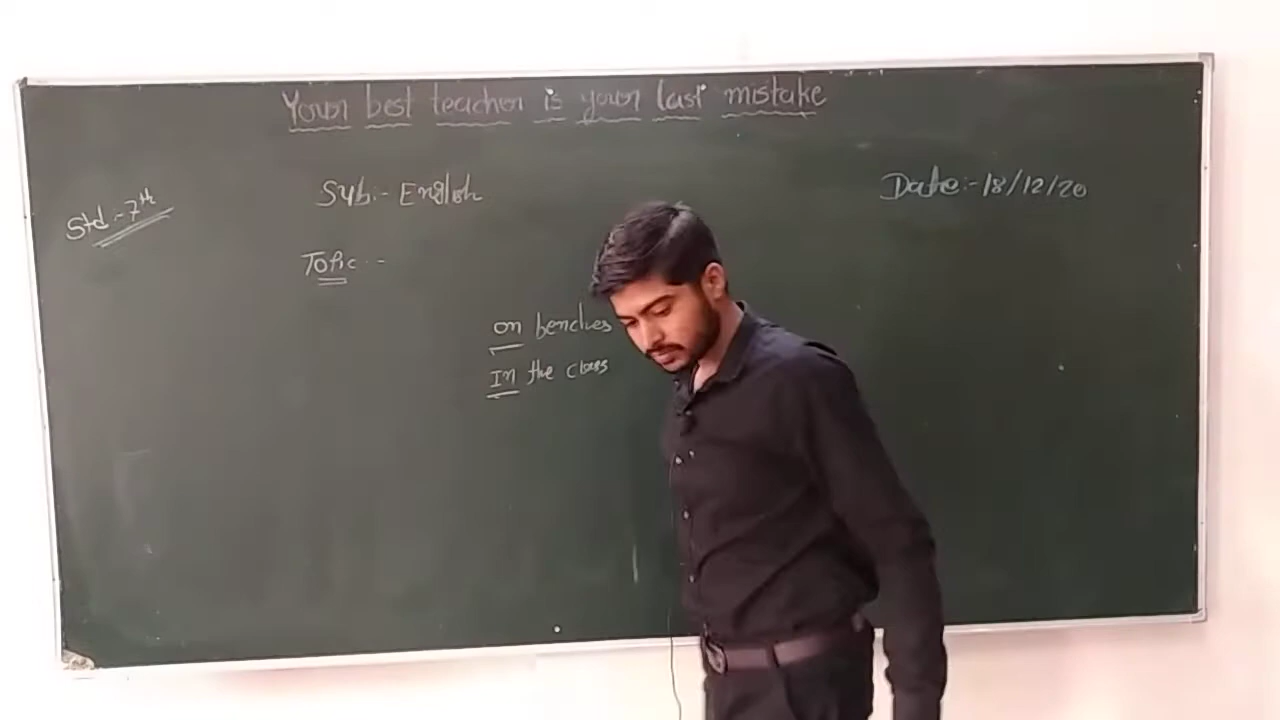 Your best teacher is your last mistake
Std :- 7th
Sub:- English
Date:- 18/12/20
Topic :-
on benches
In the class